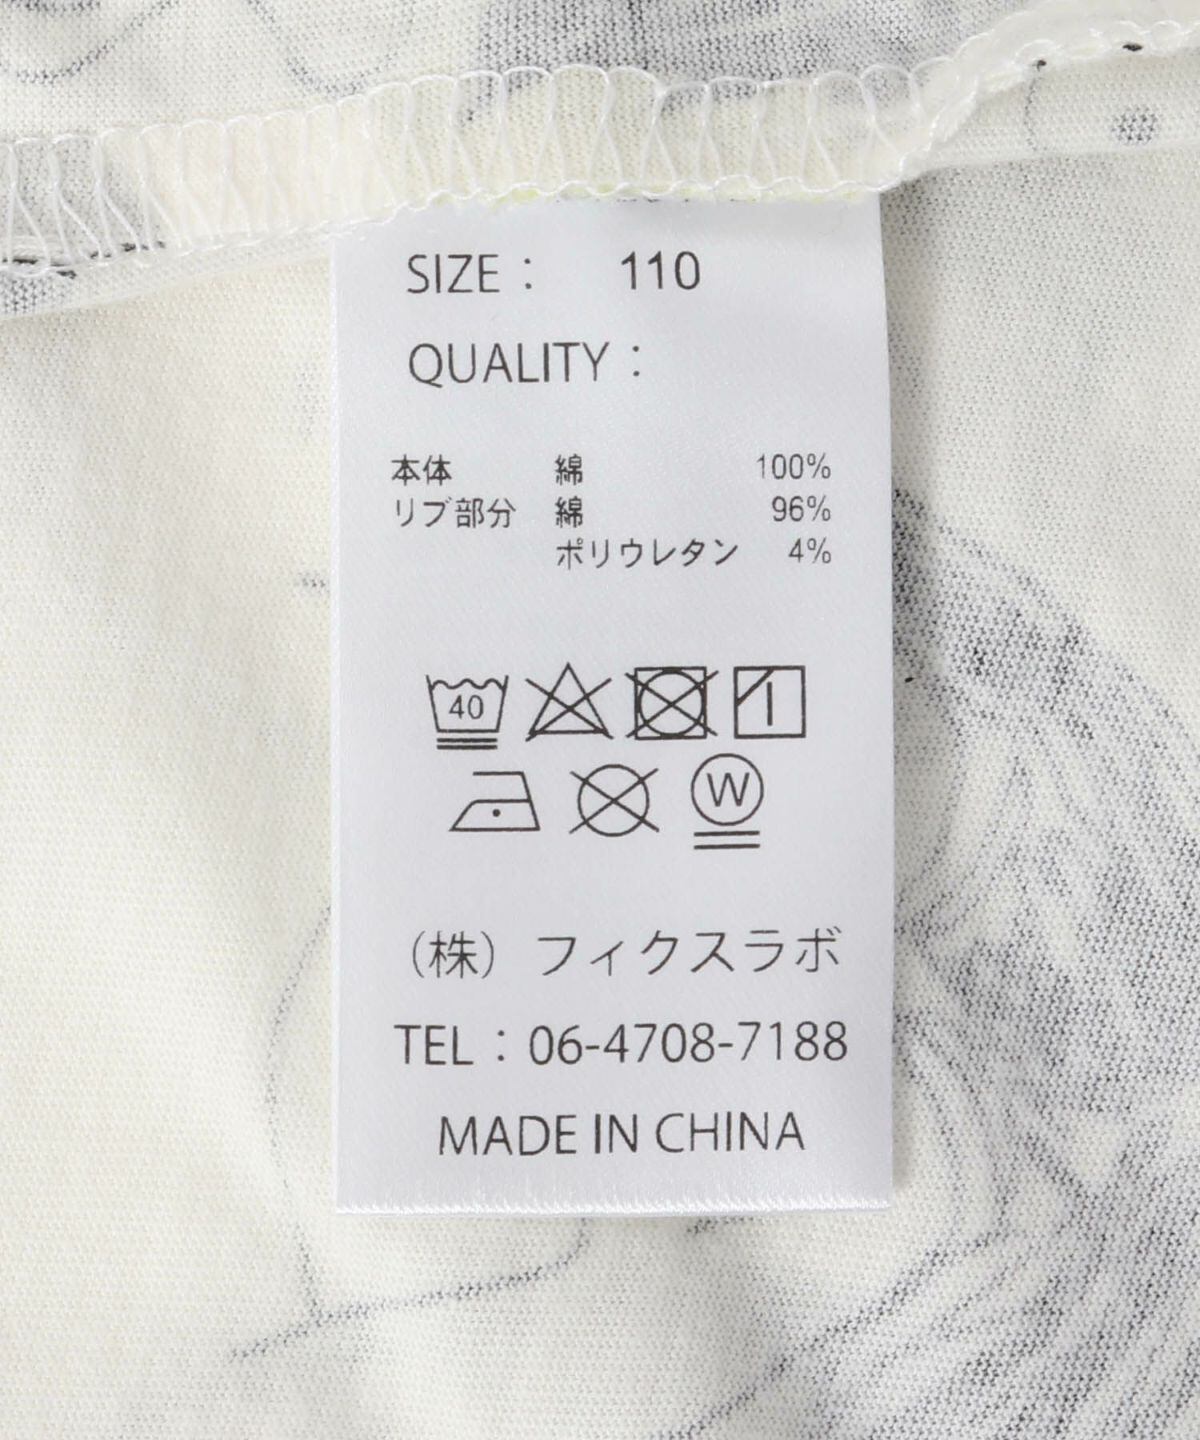 SIZE： 110
QUALITY：
本体 綿 100%
リブ部分 綿 96%
ポリウレタン 4%
40
W
（株）フィクスラボ
TEL：06-4708-7188
MADE IN CHINA